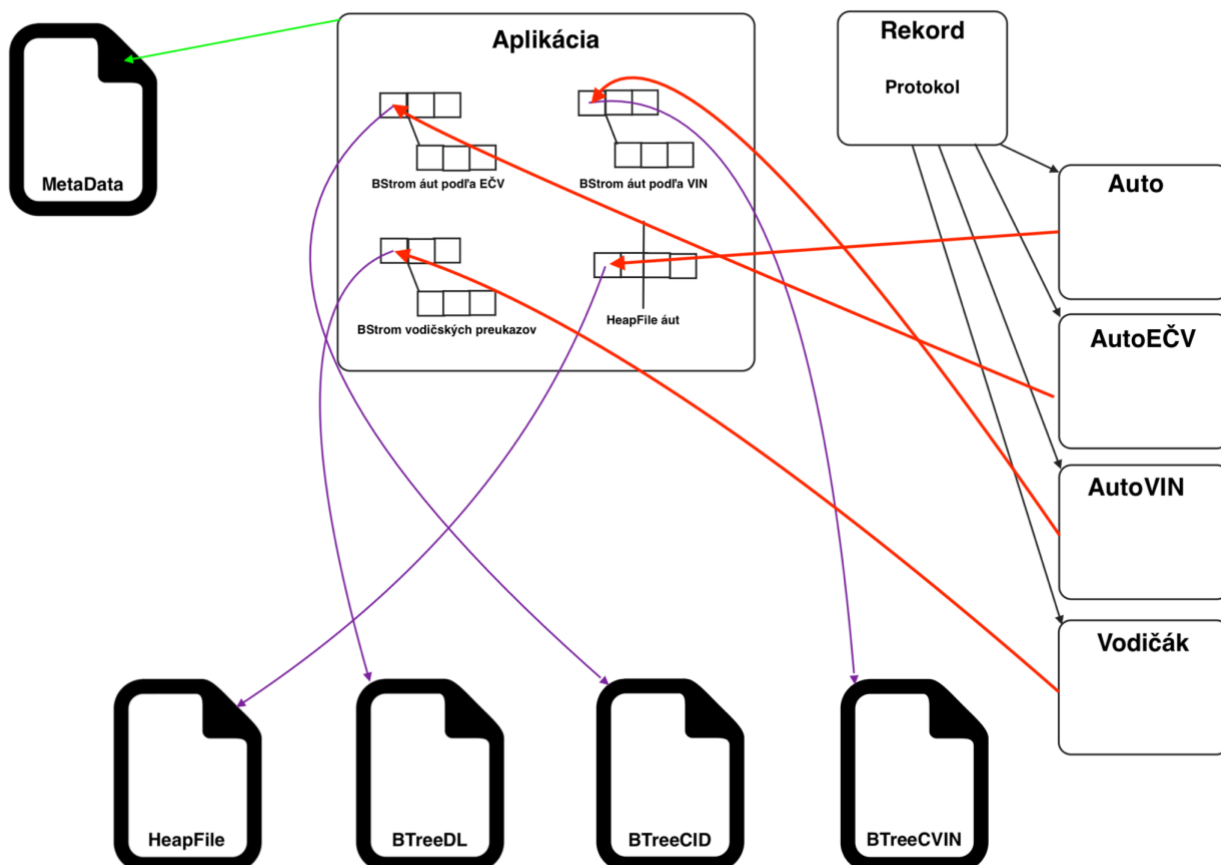 Aplikácia
Rekord
Protokol
MetaData
BStrom áut podľa EČV
BStrom áut podľa VIN
Auto
BStrom vodičských preukazov
HeapFile áut
AutoEČV
AutoVIN
Vodičák
HeapFile
BTreeDL
BTreeCID
BTreeCVIN